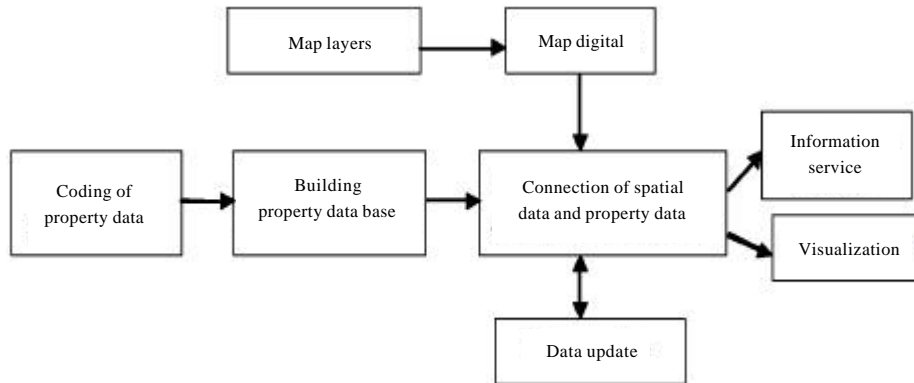 Map layers
Map digital
Information
service
Coding of
property data
Building
property data base
Connection of spatial
data and property data
Visualization
Data update